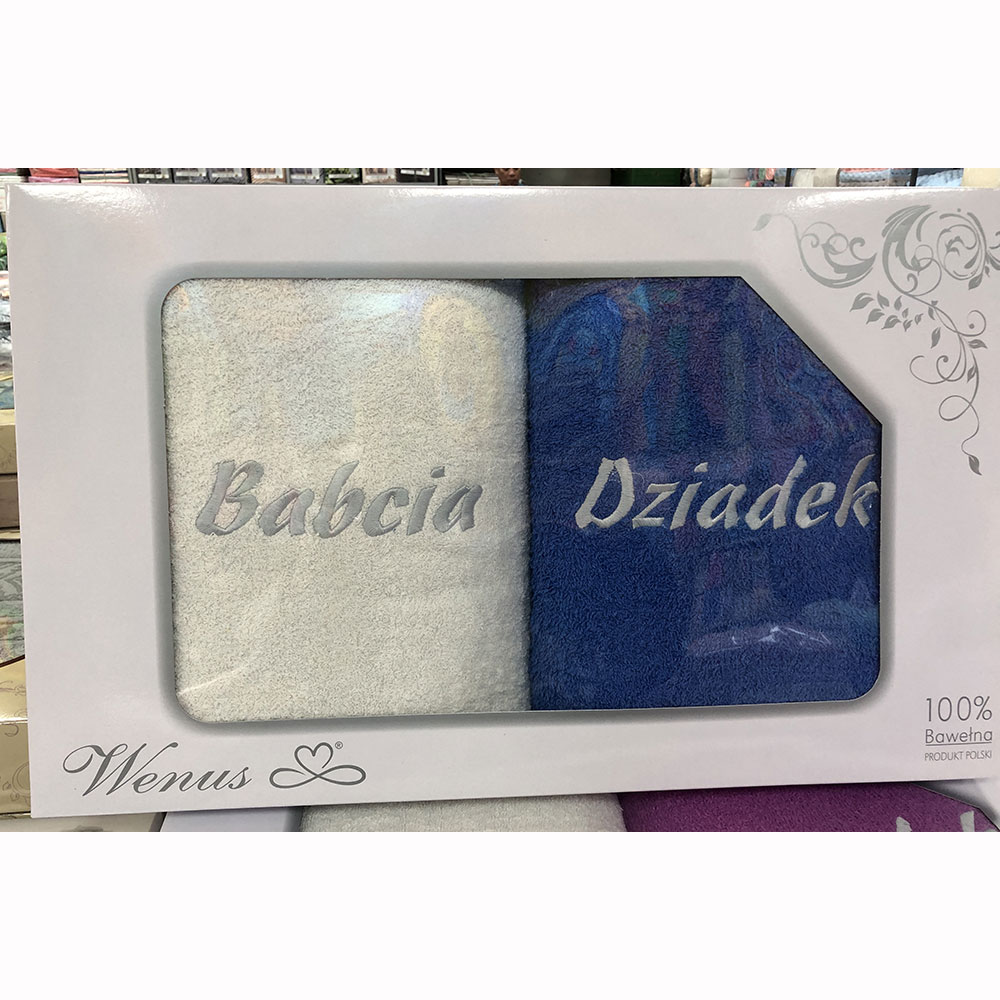 Babcia
Dziadek
Wenus ®
100%
Bawełna
PRODUKT POLSKI